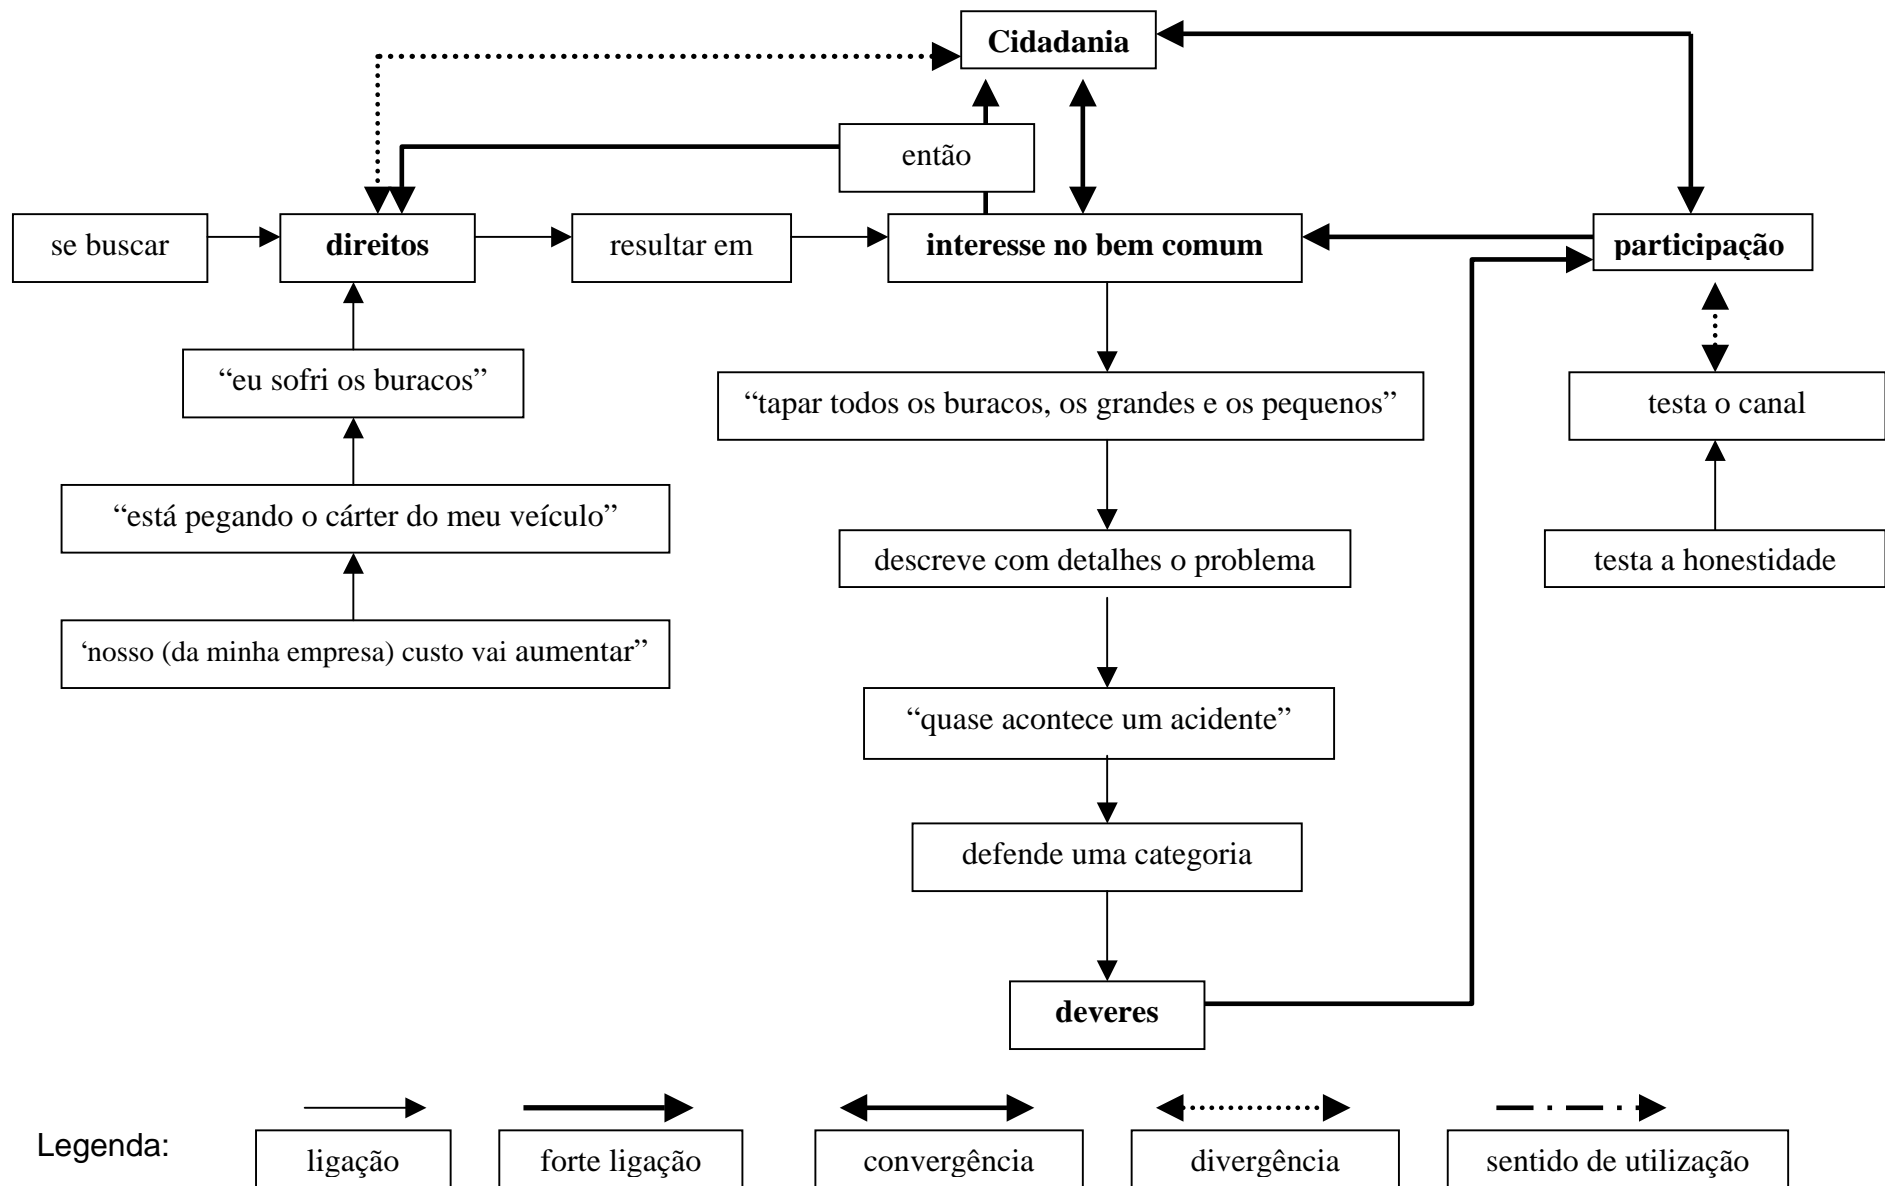 Cidadania
então
se buscar
direitos
resultar em
interesse no bem comum
participação
“eu sofri os buracos”
“tapar todos os buracos, os grandes e os pequenos”
testa o canal
“está pegando o cárter do meu veículo”
descreve com detalhes o problema
testa a honestidade
‘nosso (da minha empresa) custo vai aumentar”
“quase acontece um acidente”
defende uma categoria
deveres
Legenda:
ligação
forte ligação
convergência
divergência
sentido de utilização